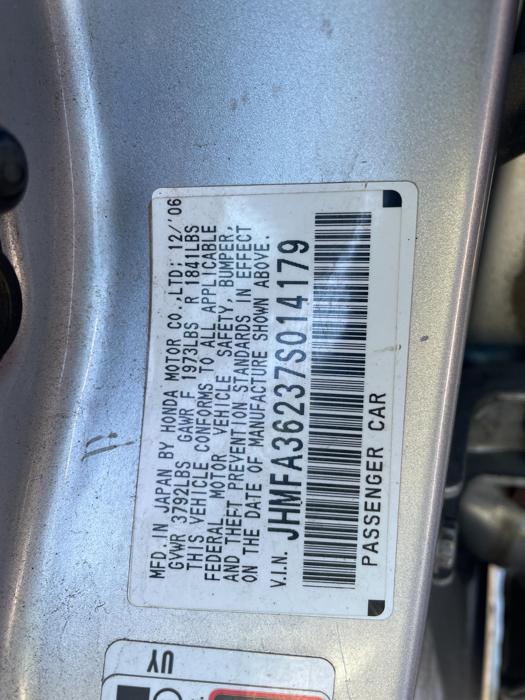 MFD. IN JAPAN BY HONDA MOTOR CO.,LTD; 12/'06
GVWR 3792LBS GAWR F 1973LBS R 1841LBS
THIS VEHICLE CONFORMS TO ALL APPLICABLE
FEDERAL MOTOR VEHICLE SAFETY, BUMPER,
AND THEFT PREVENTION STANDARDS IN EFFECT
ON THE DATE OF MANUFACTURE SHOWN ABOVE.
V.I.N. JHMFA36237S014179
PASSENGER CAR
UY